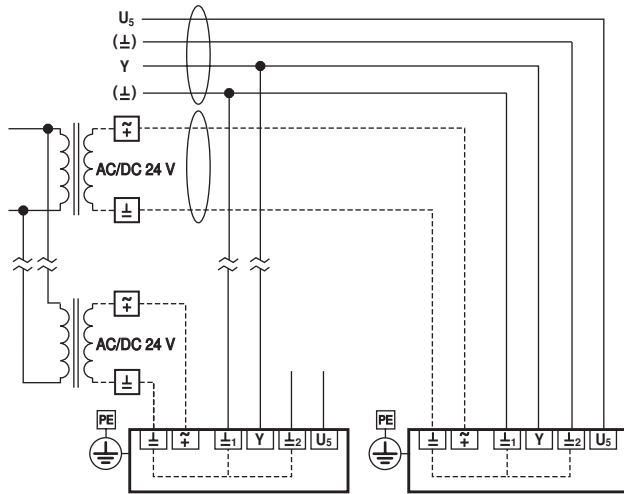 U5
(⊥)
Y
(⊥)
~
+
AC/DC 24 V
⊥
~
+
AC/DC 24 V
⊥
PE
⊥ ~+ ⊥1 Y ⊥2 U5
PE
⊥ ~+ ⊥1 Y ⊥2 U5